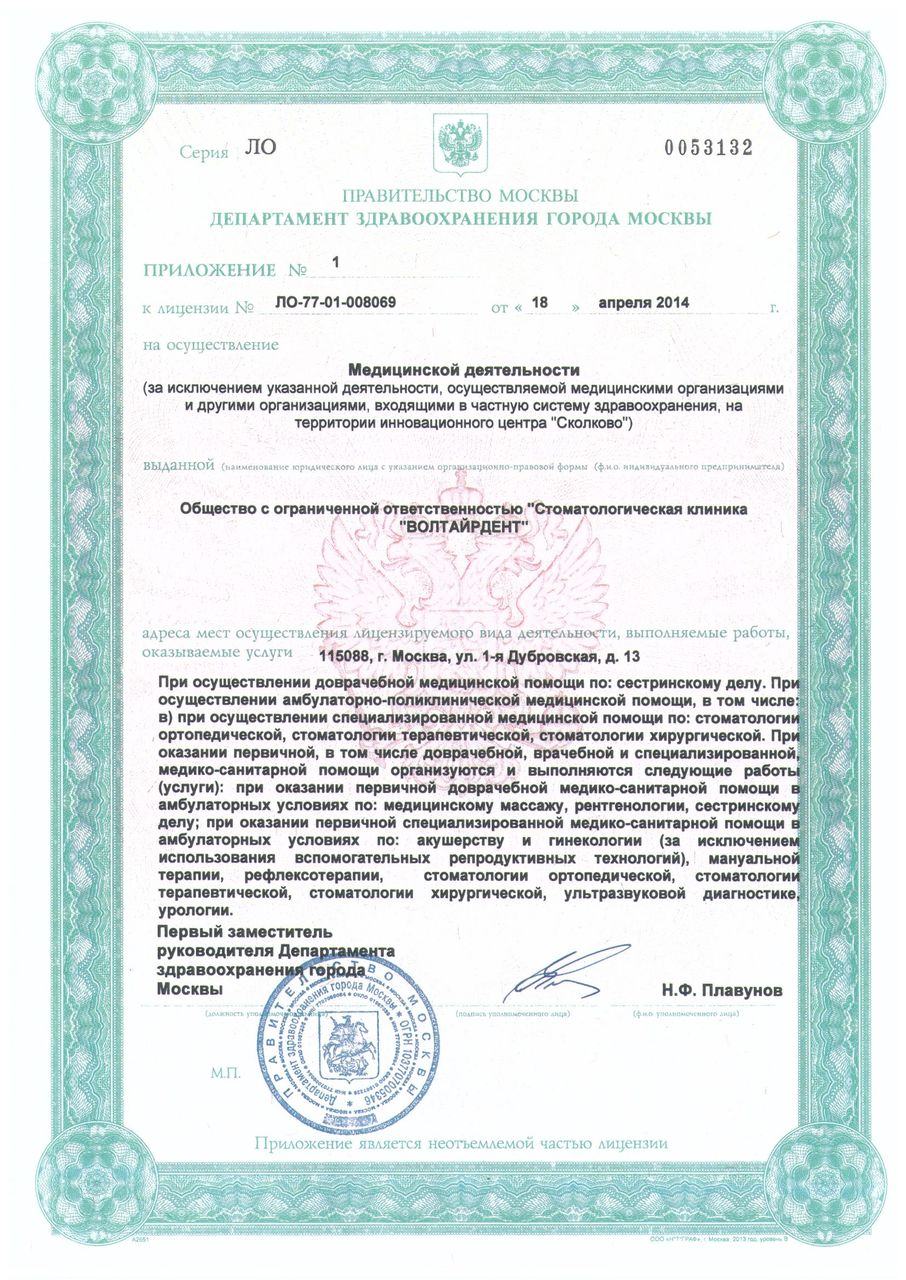 Серия ЛО 0053132
ПРАВИТЕЛЬСТВО МОСКВЫ
ДЕПАРТАМЕНТ ЗДРАВООХРАНЕНИЯ ГОРОДА МОСКВЫ
ПРИЛОЖЕНИЕ № 1
к лицензии № ЛО-77-01-008069 от « 18 » апреля 2014 г.
на осуществление
Медицинской деятельности
(за исключением указанной деятельности, осуществляемой медицинскими организациями
и другими организациями, входящими в частную систему здравоохранения, на
территории инновационного центра "Сколково")
выданной (наименование юридического лица с указанием организационно-правовой формы (ф.и.о. индивидуального предпринимателя)
Общество с ограниченной ответственностью "Стоматологическая клиника
"ВОЛТАЙРДЕНТ"
адреса мест осуществления лицензируемого вида деятельности, выполняемые работы,
оказываемые услуги 115088, г. Москва, ул. 1-я Дубровская, д. 13
При осуществлении доврачебной медицинской помощи по: сестринскому делу. При
осуществлении амбулаторно-поликлинической медицинской помощи, в том числе:
в) при осуществлении специализированной медицинской помощи по: стоматологии
ортопедической, стоматологии терапевтической, стоматологии хирургической. При
оказании первичной, в том числе доврачебной, врачебной и специализированной,
медико-санитарной помощи организуются и выполняются следующие работы
(услуги): при оказании первичной доврачебной медико-санитарной помощи в
амбулаторных условиях по: медицинскому массажу, рентгенологии, сестринскому
делу; при оказании первичной специализированной медико-санитарной помощи в
амбулаторных условиях по: акушерству и гинекологии (за исключением
использования вспомогательных репродуктивных технологий), мануальной
терапии, рефлексотерапии, стоматологии ортопедической, стоматологии
терапевтической, стоматологии хирургической, ультразвуковой диагностике,
урологии.
Первый заместитель
руководителя Департамента
здравоохранения города
Москвы Н.Ф. Плавунов
(должность уполномоченного лица) (подпись уполномоченного лица) (ф.и.о. уполномоченного лица)
ПРАВИТЕЛЬСТВО МОСКВЫ
Департамент здравоохранения города Москвы * ОГРН 1037707005346
М.П.
Приложение является неотъемлемой частью лицензии
А2651 г. Москва, 2013 год, уровень В